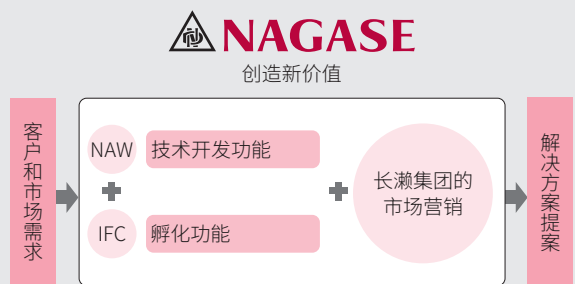 NAGASE
创造新价值
客户和市场需求
NAW
技术开发功能
IFC
孵化功能
长濑集团的
市场营销
解决方案提案